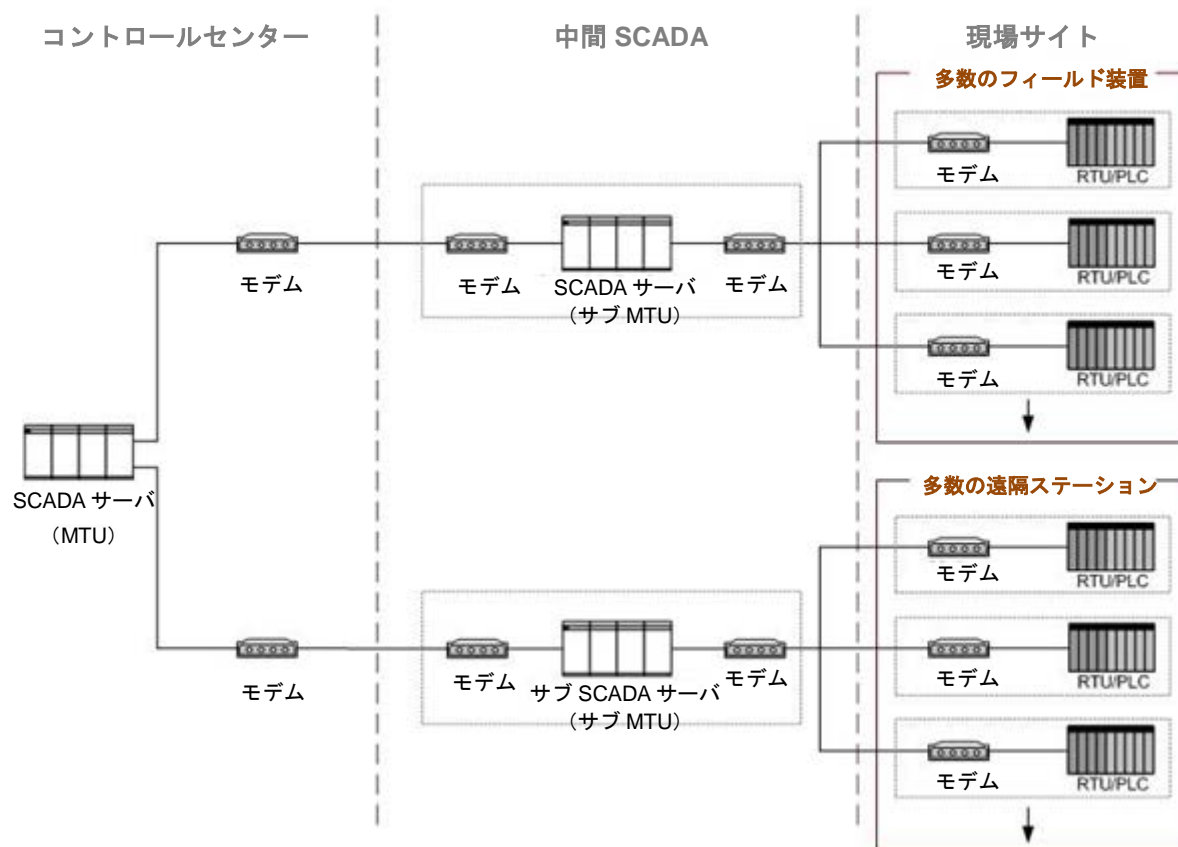 コントロールセンター
中間 SCADA
現場サイト
多数のフィールド装置
モデム
RTU/PLC
モデム
RTU/PLC
モデム
RTU/PLC
モデム
モデム
SCADA サーバ
(サブ MTU)
モデム
SCADA サーバ
(MTU)
多数の遠隔ステーション
モデム
RTU/PLC
モデム
RTU/PLC
モデム
RTU/PLC
モデム
モデム
サブ SCADA サーバ
(サブ MTU)
モデム